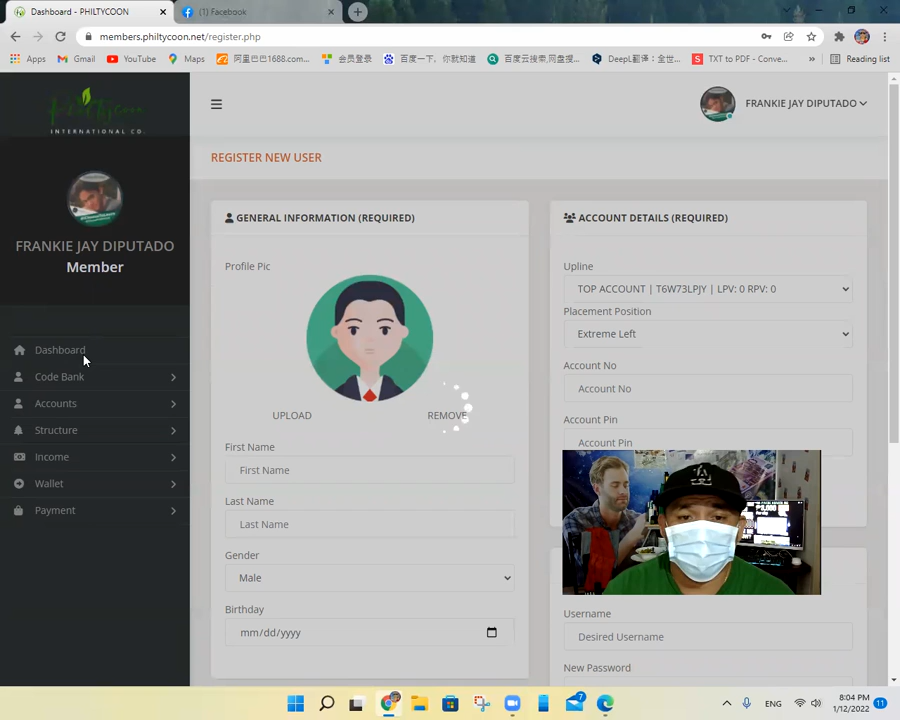 Dashboard - PHILTYCOON
(1) Facebook
members.philtycoon.net/register.php
Apps
Gmail
YouTube
Maps
阿里巴巴1688.com...
会员登录
百度一下，你就知道
百度云搜索,网盘搜...
DeepL翻译：全世...
TXT to PDF - Conve...
»
Reading list
INTERNATIONAL CO.
FRANKIE JAY DIPUTADO
REGISTER NEW USER
FRANKIE JAY DIPUTADO
Member
Dashboard
Code Bank
Accounts
Structure
Income
Wallet
Payment
GENERAL INFORMATION (REQUIRED)
Profile Pic
UPLOAD
REMOVE
First Name
First Name
Last Name
Last Name
Gender
Male
Birthday
mm/dd/yyyy
ACCOUNT DETAILS (REQUIRED)
Upline
TOP ACCOUNT | T6W73LPJY | LPV: 0 RPV: 0
Placement Position
Extreme Left
Account No
Account No
Account Pin
Account Pin
Username
Desired Username
New Password
7
ENG
8:04 PM
1/12/2022
11